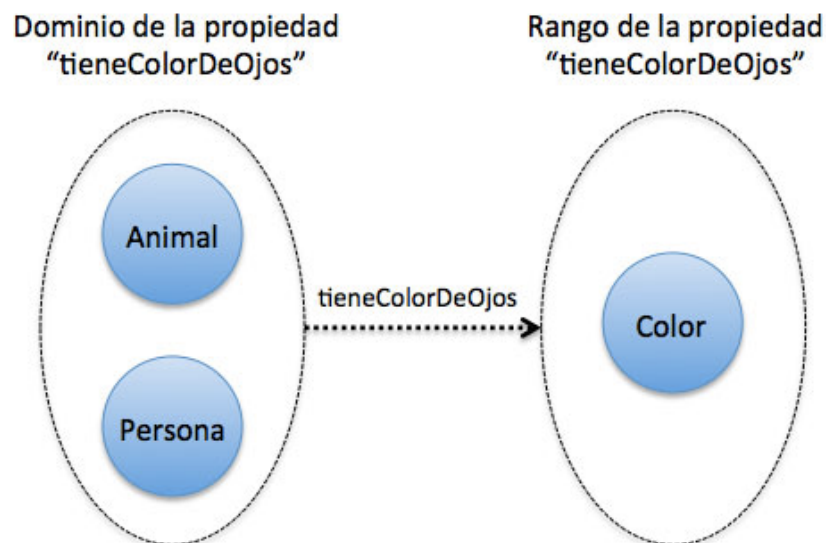 Dominio de la propiedad
“tieneColorDeOjos”
Rango de la propiedad
“tieneColorDeOjos”
Animal
Persona
tieneColorDeOjos
Color